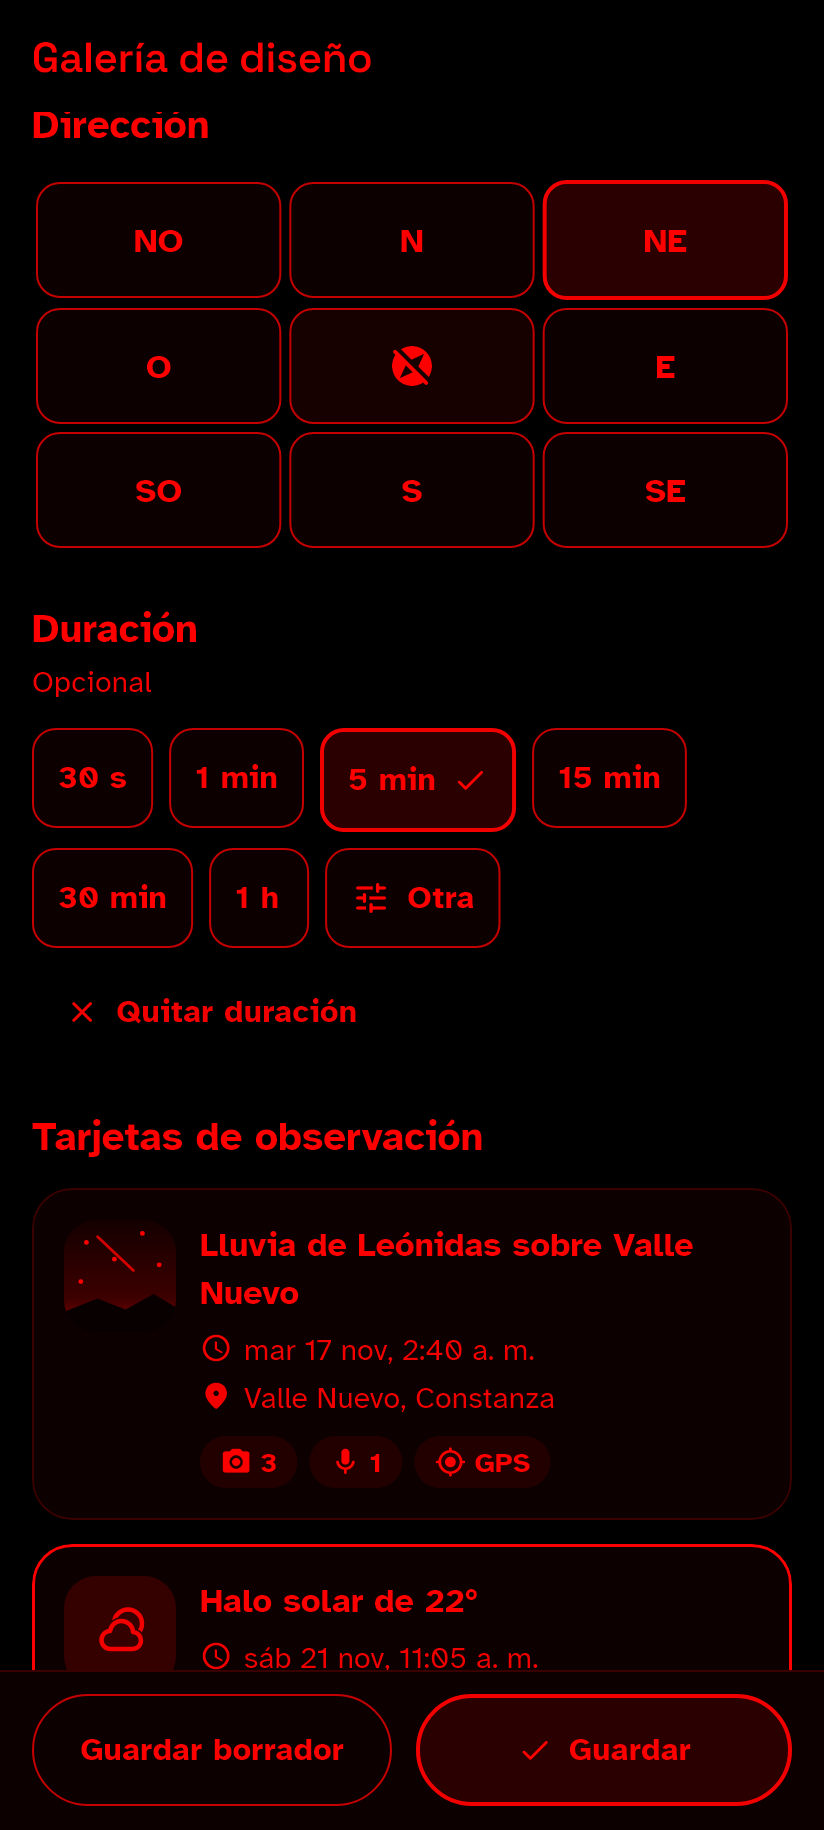 Galería de diseño
Dirección
NO
N
NE
O
E
SO
S
SE
Duración
Opcional
30 s
1 min
5 min
15 min
30 min
1 h
Otra
Quitar duración
Tarjetas de observación
Lluvia de Leónidas sobre Valle
Nuevo
mar 17 nov, 2:40 a. m.
Valle Nuevo, Constanza
3
1
GPS
Halo solar de 22°
sáb 21 nov, 11:05 a. m.
Guardar borrador
Guardar